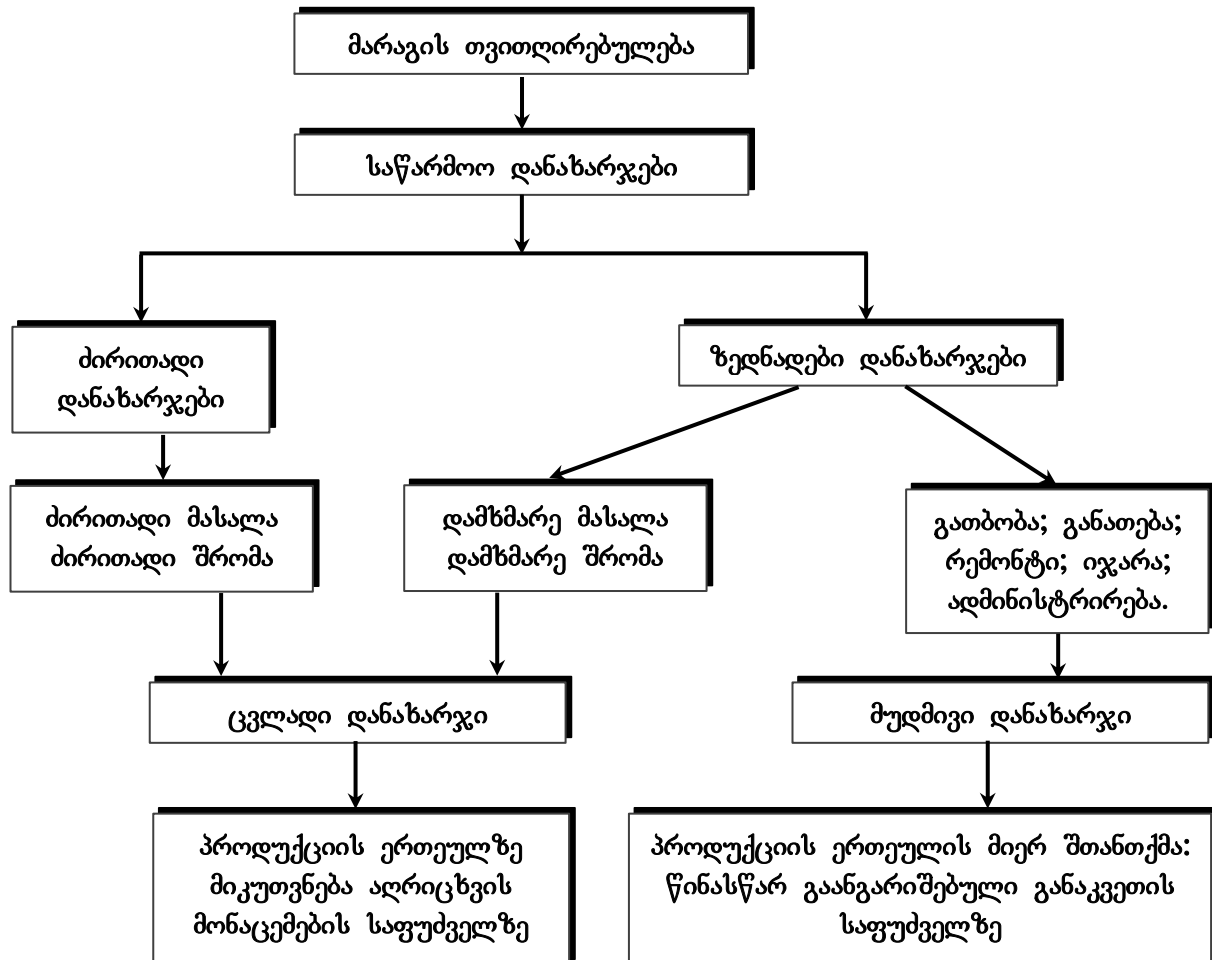 მარაგის თვითღირებულება
საწარმოო დანახარჯები
ძირითადი
დანახარჯები
ზედნადები დანახარჯები
ძირითადი მასალა
ძირითადი შრომა
დამხმარე მასალა
დამხმარე შრომა
გათბობა; განათება;
რემონტი; იჯარა;
ადმინისტრირება.
ცვლადი დანახარჯი
მუდმივი დანახარჯი
პროდუქციის ერთეულზე
მიკუთვნება აღრიცხვის
მონაცემების საფუძველზე
პროდუქციის ერთეულის მიერ შთანთქმა:
წინასწარ გაანგარიშებული განაკვეთის
საფუძველზე